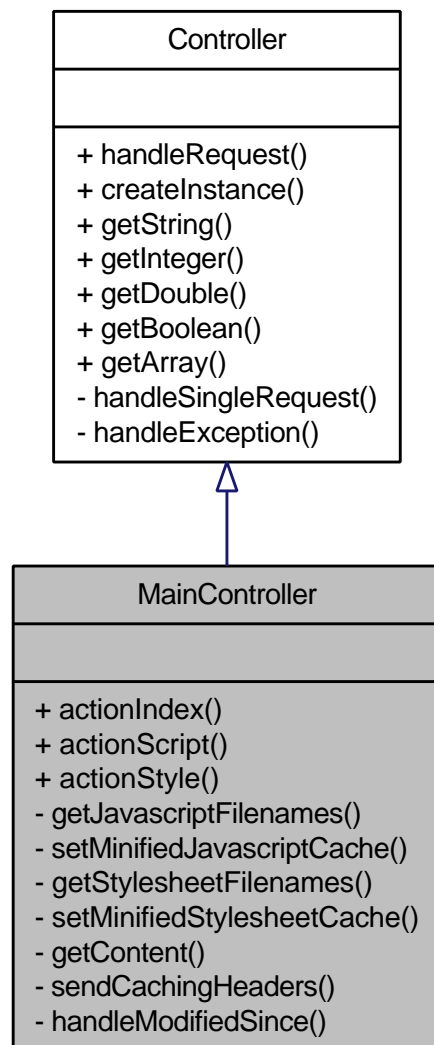 Controller
+ handleRequest()
+ createInstance()
+ getString()
+ getInteger()
+ getDouble()
+ getBoolean()
+ getArray()
- handleSingleRequest()
- handleException()
MainController
+ actionIndex()
+ actionScript()
+ actionStyle()
- getJavascriptFilenames()
- setMinifiedJavascriptCache()
- getStylesheetFilenames()
- setMinifiedStylesheetCache()
- getContent()
- sendCachingHeaders()
- handleModifiedSince()